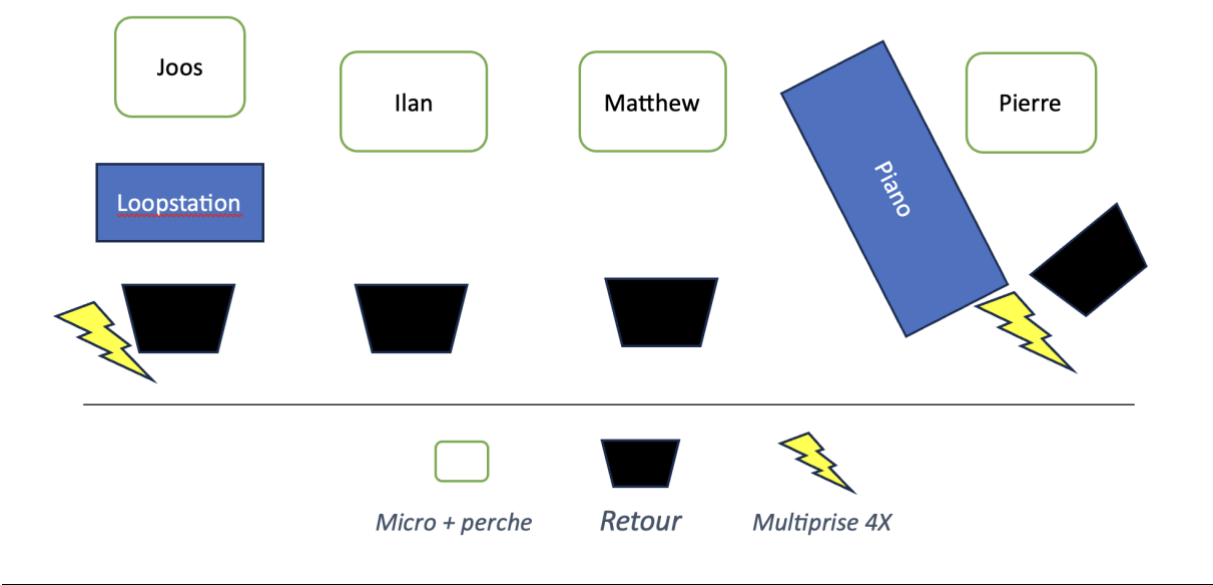 Joos
Ilan
Matthew
Pierre
Loopstation
Piano
Micro + perche
Retour
Multiprise 4X